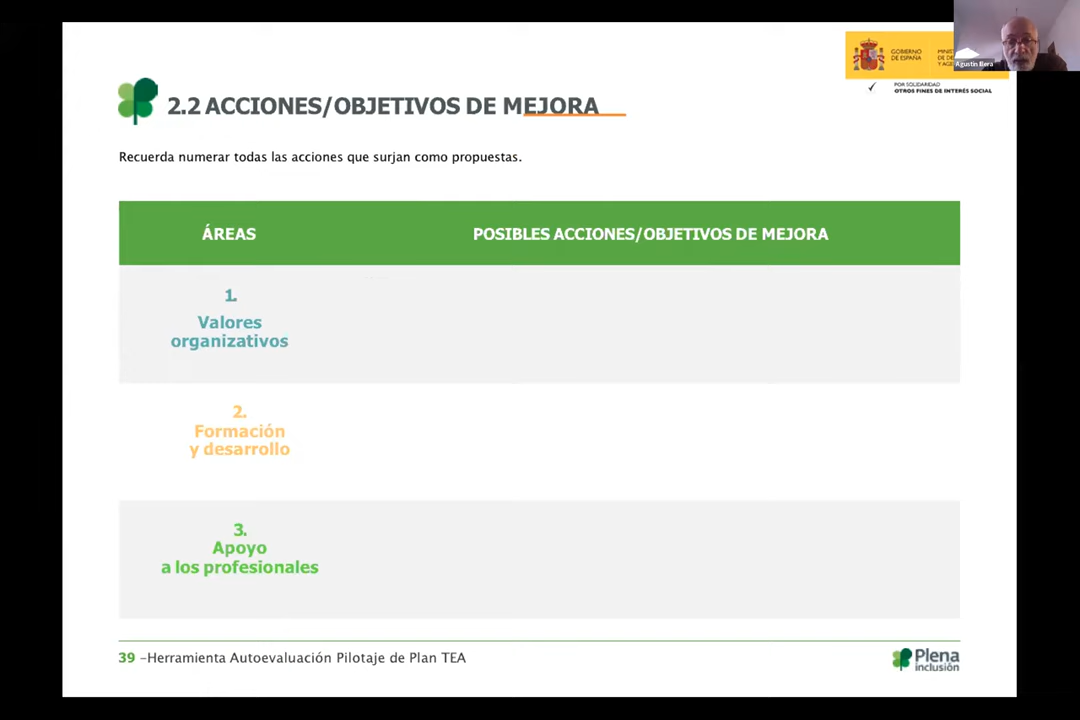 GOBIERNO
DE ESPAÑA
POR SOLIDARIDAD
OTROS FINES DE INTERÉS SOCIAL
Agustín Illera
2.2 ACCIONES/OBJETIVOS DE MEJORA
Recuerda numerar todas las acciones que surjan como propuestas.
ÁREAS POSIBLES ACCIONES/OBJETIVOS DE MEJORA
1.
Valores
organizativos
2.
Formación
y desarrollo
3.
Apoyo
a los profesionales
39 –Herramienta Autoevaluación Pilotaje de Plan TEA
Plena
inclusión